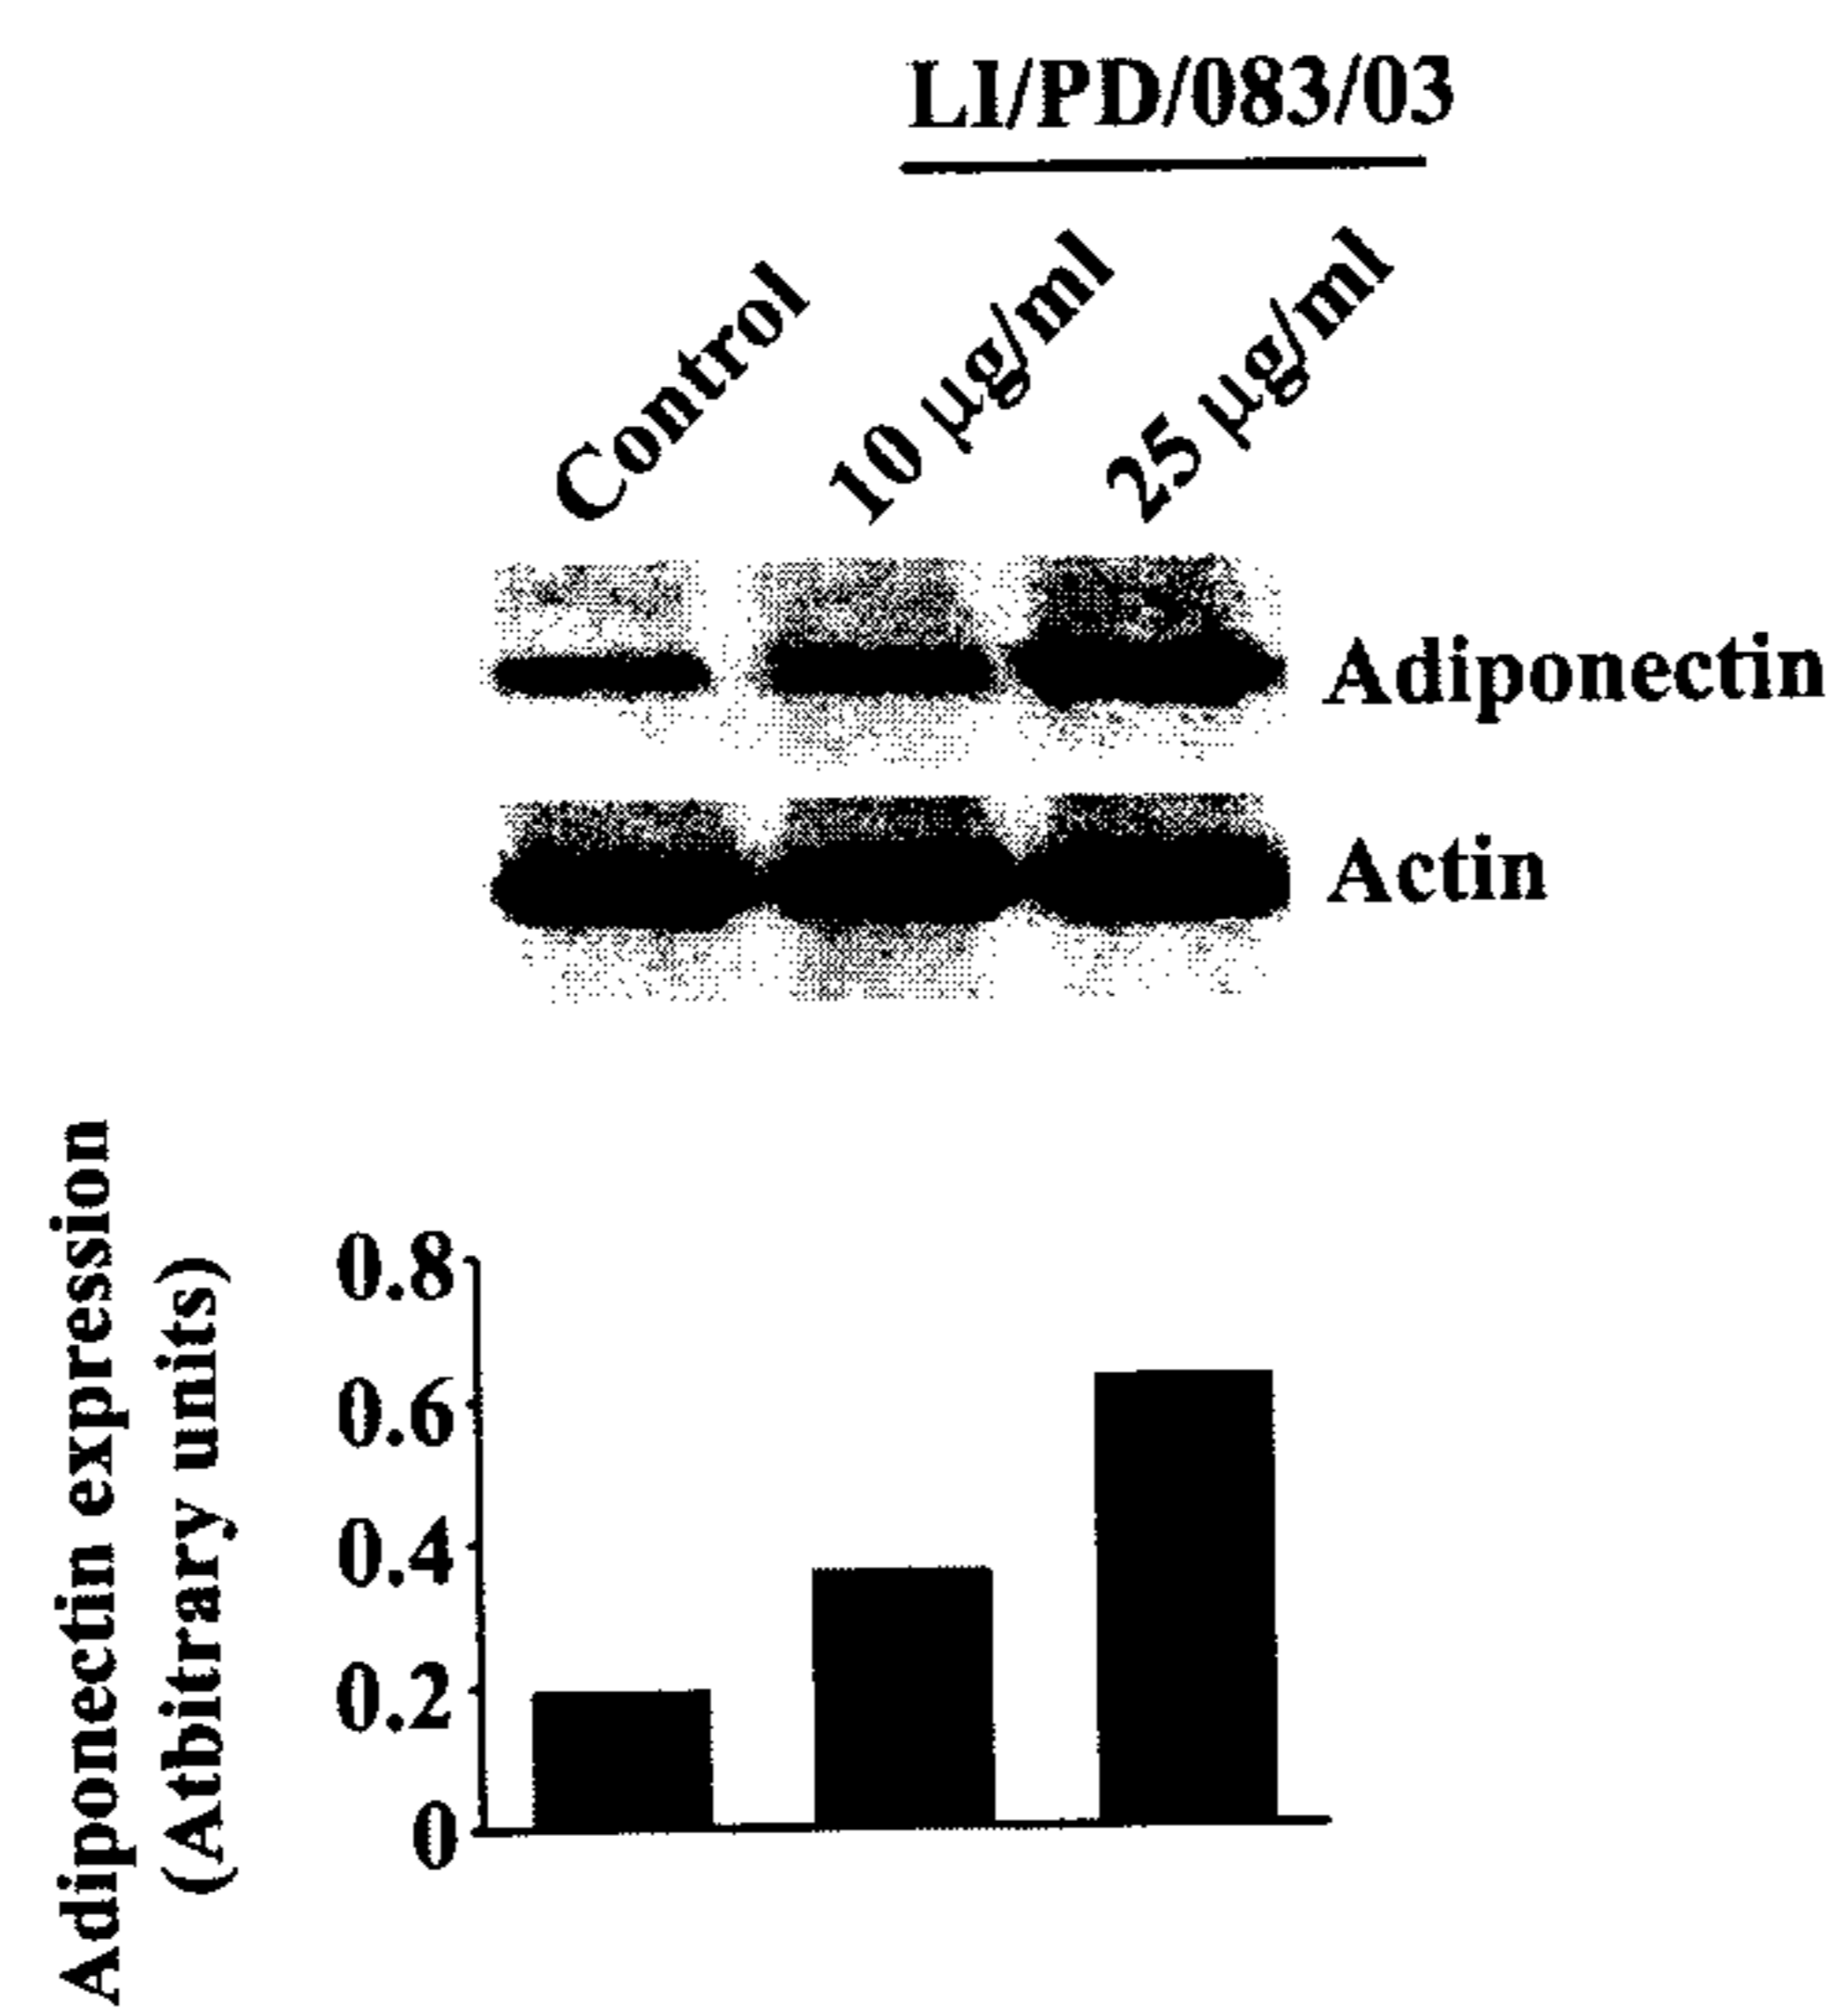 LI/PD/083/03
Control
10 µg/ml
25 µg/ml
Adiponectin
Actin
Adiponectin expression
(Atbitrary units)
0.8
0.6
0.4
0.2
0